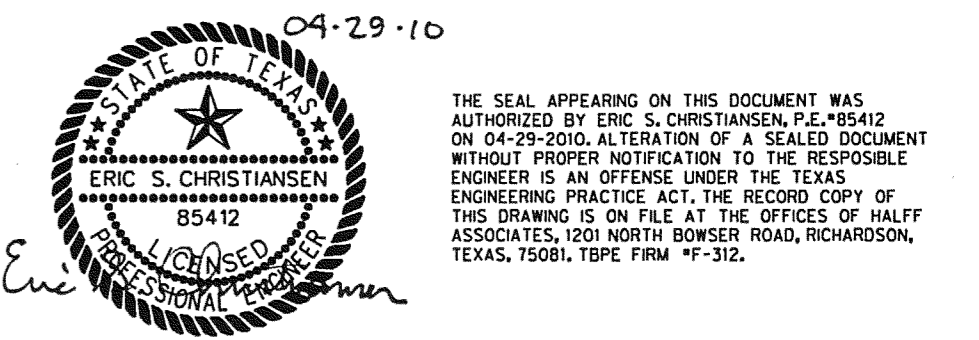 04-29-10
STATE OF TEXAS
ERIC S. CHRISTIANSEN
85412
LICENSED
PROFESSIONAL ENGINEER
Eric S. Christiansen
THE SEAL APPEARING ON THIS DOCUMENT WAS
AUTHORIZED BY ERIC S. CHRISTIANSEN, P.E.#85412
ON 04-29-2010. ALTERATION OF A SEALED DOCUMENT
WITHOUT PROPER NOTIFICATION TO THE RESPOSIBLE
ENGINEER IS AN OFFENSE UNDER THE TEXAS
ENGINEERING PRACTICE ACT. THE RECORD COPY OF
THIS DRAWING IS ON FILE AT THE OFFICES OF HALFF
ASSOCIATES, 1201 NORTH BOWSER ROAD, RICHARDSON,
TEXAS, 75081. TBPE FIRM #F-312.